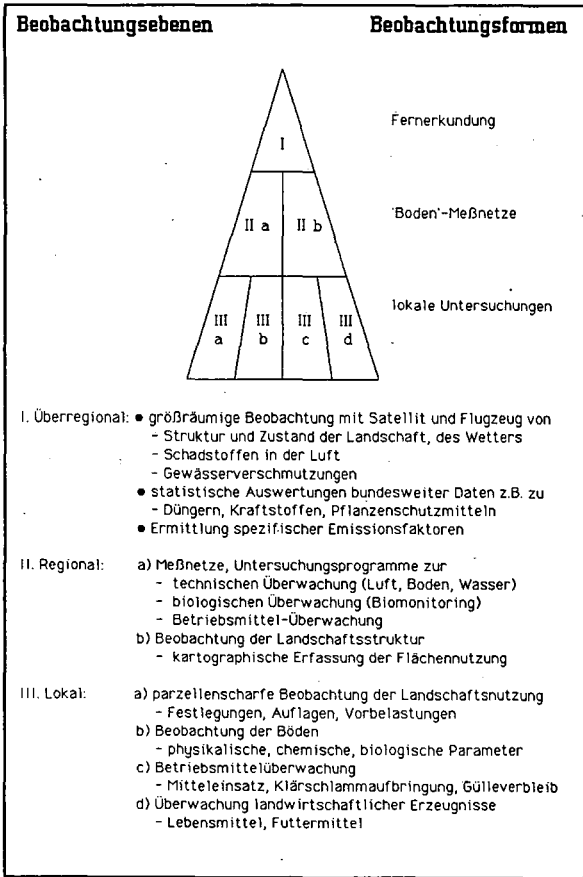 Beobachtungsebenen Beobachtungsformen
Fernerkundung
I
'Boden'-Meßnetze
II a II b
lokale Untersuchungen
III III III III
a b c d
I. Überregional: ● größräumige Beobachtung mit Satellit und Flugzeug von
- Struktur und Zustand der Landschaft, des Wetters
- Schadstoffen in der Luft
- Gewässerverschmutzungen
● statistische Auswertungen bundesweiter Daten z.B. zu
- Düngern, Kraftstoffen, Pflanzenschutzmitteln
● Ermittlung spezifischer Emissionsfaktoren
II. Regional: a) Meßnetze, Untersuchungsprogramme zur
- technischen Überwachung (Luft, Boden, Wasser)
- biologischen Überwachung (Biomonitoring)
- Betriebsmittel-Überwachung
b) Beobachtung der Landschaftsstruktur
- kartographische Erfassung der Flächennutzung
III. Lokal: a) parzellenscharfe Beobachtung der Landschaftsnutzung
- Festlegungen, Auflagen, Vorbelastungen
b) Beobachtung der Böden
- physikalische, chemische, biologische Parameter
c) Betriebsmittelüberwachung
- Mitteleinsatz, Klärschlammaufbringung, Gülleverbleib
d) Überwachung landwirtschaftlicher Erzeugnisse
- Lebensmittel, Futtermittel